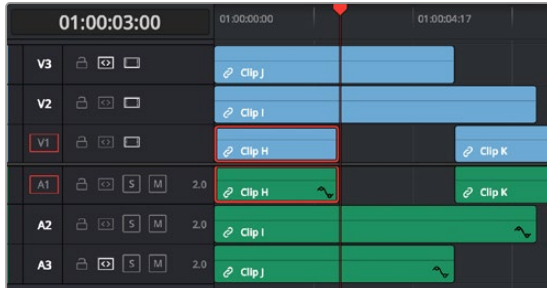 01:00:03:00 01:00:00:00 01:00:04:17
V3 Clip J
V2 Clip I
V1 Clip H Clip K
A1 S M 2.0 Clip H Clip K
A2 S M 2.0 Clip I
A3 S M 2.0 Clip J